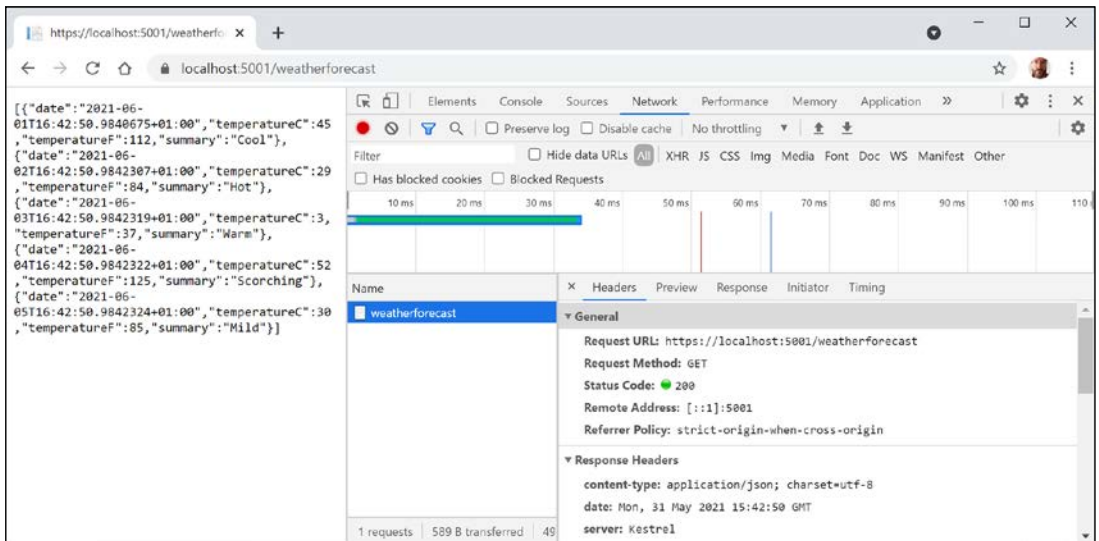 https://localhost:5001/weatherfo
localhost:5001/weatherforecast
[{"date":"2021-06-
01T16:42:50.9840675+01:00","temperatureC":45
,"temperatureF":112,"summary":"Cool"},
{"date":"2021-06-
02T16:42:50.9842307+01:00","temperatureC":29
,"temperatureF":84,"summary":"Hot"},
{"date":"2021-06-
03T16:42:50.9842319+01:00","temperatureC":3,
"temperatureF":37,"summary":"Warm"},
{"date":"2021-06-
04T16:42:50.9842322+01:00","temperatureC":52
,"temperatureF":125,"summary":"Scorching"},
{"date":"2021-06-
05T16:42:50.9842324+01:00","temperatureC":30
,"temperatureF":85,"summary":"Mild"}]
Elements Console Sources Network Performance Memory Application »
Preserve log Disable cache No throttling
Filter Hide data URLs All XHR JS CSS Img Media Font Doc WS Manifest Other
Has blocked cookies Blocked Requests
10 ms 20 ms 30 ms 40 ms 50 ms 60 ms 70 ms 80 ms 90 ms 100 ms 110
Name
weatherforecast
1 requests 589 B transferred 49
× Headers Preview Response Initiator Timing
General
Request URL: https://localhost:5001/weatherforecast
Request Method: GET
Status Code: 200
Remote Address: [::1]:5001
Referrer Policy: strict-origin-when-cross-origin
Response Headers
content-type: application/json; charset=utf-8
date: Mon, 31 May 2021 15:42:50 GMT
server: Kestrel